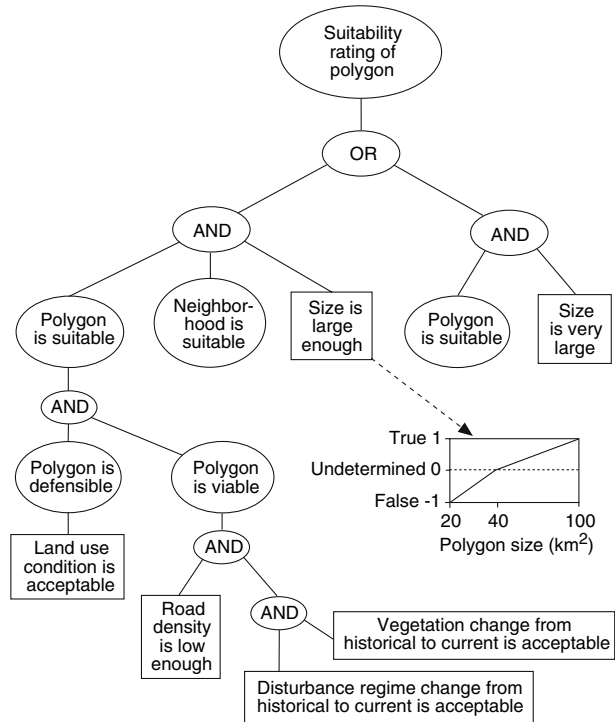 Suitability
rating of
polygon
OR
AND
AND
Polygon
is suitable
Neighbor-
hood is
suitable
Size is
large
enough
Polygon
is suitable
Size
is very
large
AND
Polygon is
defensible
Polygon
is viable
True 1
Undetermined 0
False -1
20 40 100
Polygon size (km²)
Land use
condition is
acceptable
AND
Road
density
is low
enough
AND
Vegetation change from
historical to current is acceptable
Disturbance regime change from
historical to current is acceptable